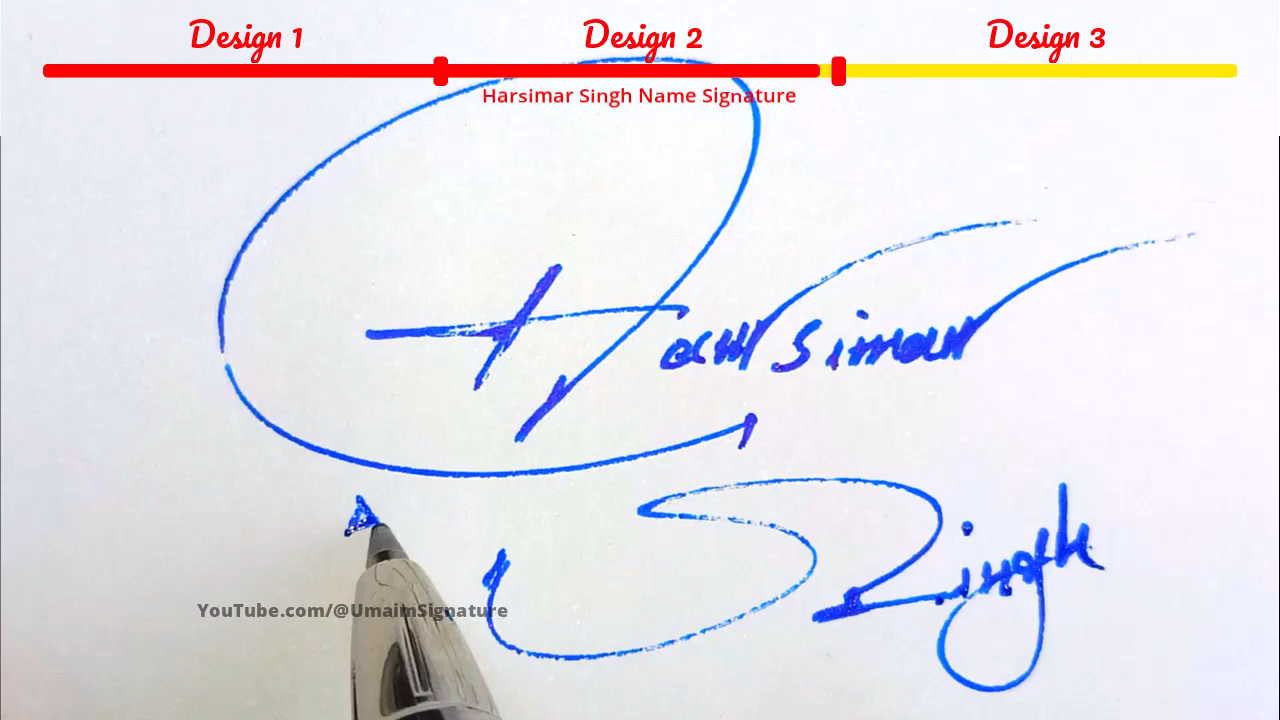 Design 1 Design 2 Design 3
Harsimar Singh Name Signature
Harsimar
Singh
YouTube.com/@UmaimSignature